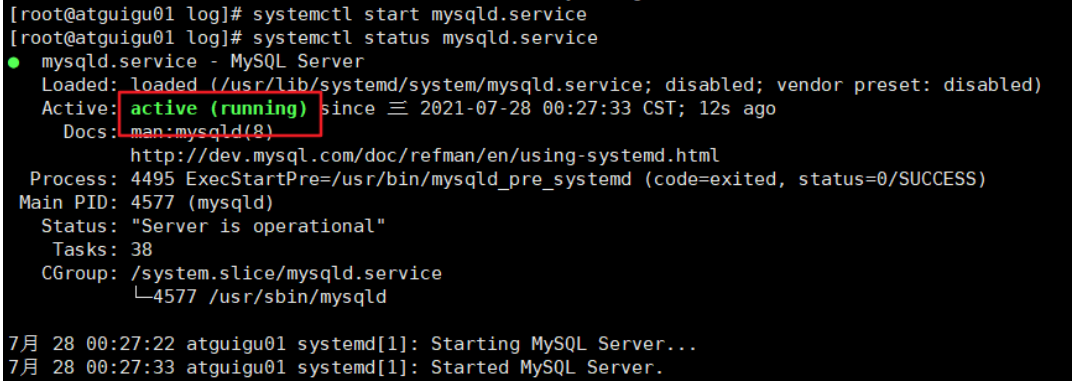 [root@atguigu01 log]# systemctl start mysqld.service
[root@atguigu01 log]# systemctl status mysqld.service
● mysqld.service - MySQL Server
Loaded: loaded (/usr/lib/systemd/system/mysqld.service; disabled; vendor preset: disabled)
Active: active (running) since 三 2021-07-28 00:27:33 CST; 12s ago
Docs: man:mysqld(8)
http://dev.mysql.com/doc/refman/en/using-systemd.html
Process: 4495 ExecStartPre=/usr/bin/mysqld_pre_systemd (code=exited, status=0/SUCCESS)
Main PID: 4577 (mysqld)
Status: "Server is operational"
Tasks: 38
CGroup: /system.slice/mysqld.service
└─4577 /usr/sbin/mysqld
7月 28 00:27:22 atguigu01 systemd[1]: Starting MySQL Server...
7月 28 00:27:33 atguigu01 systemd[1]: Started MySQL Server.